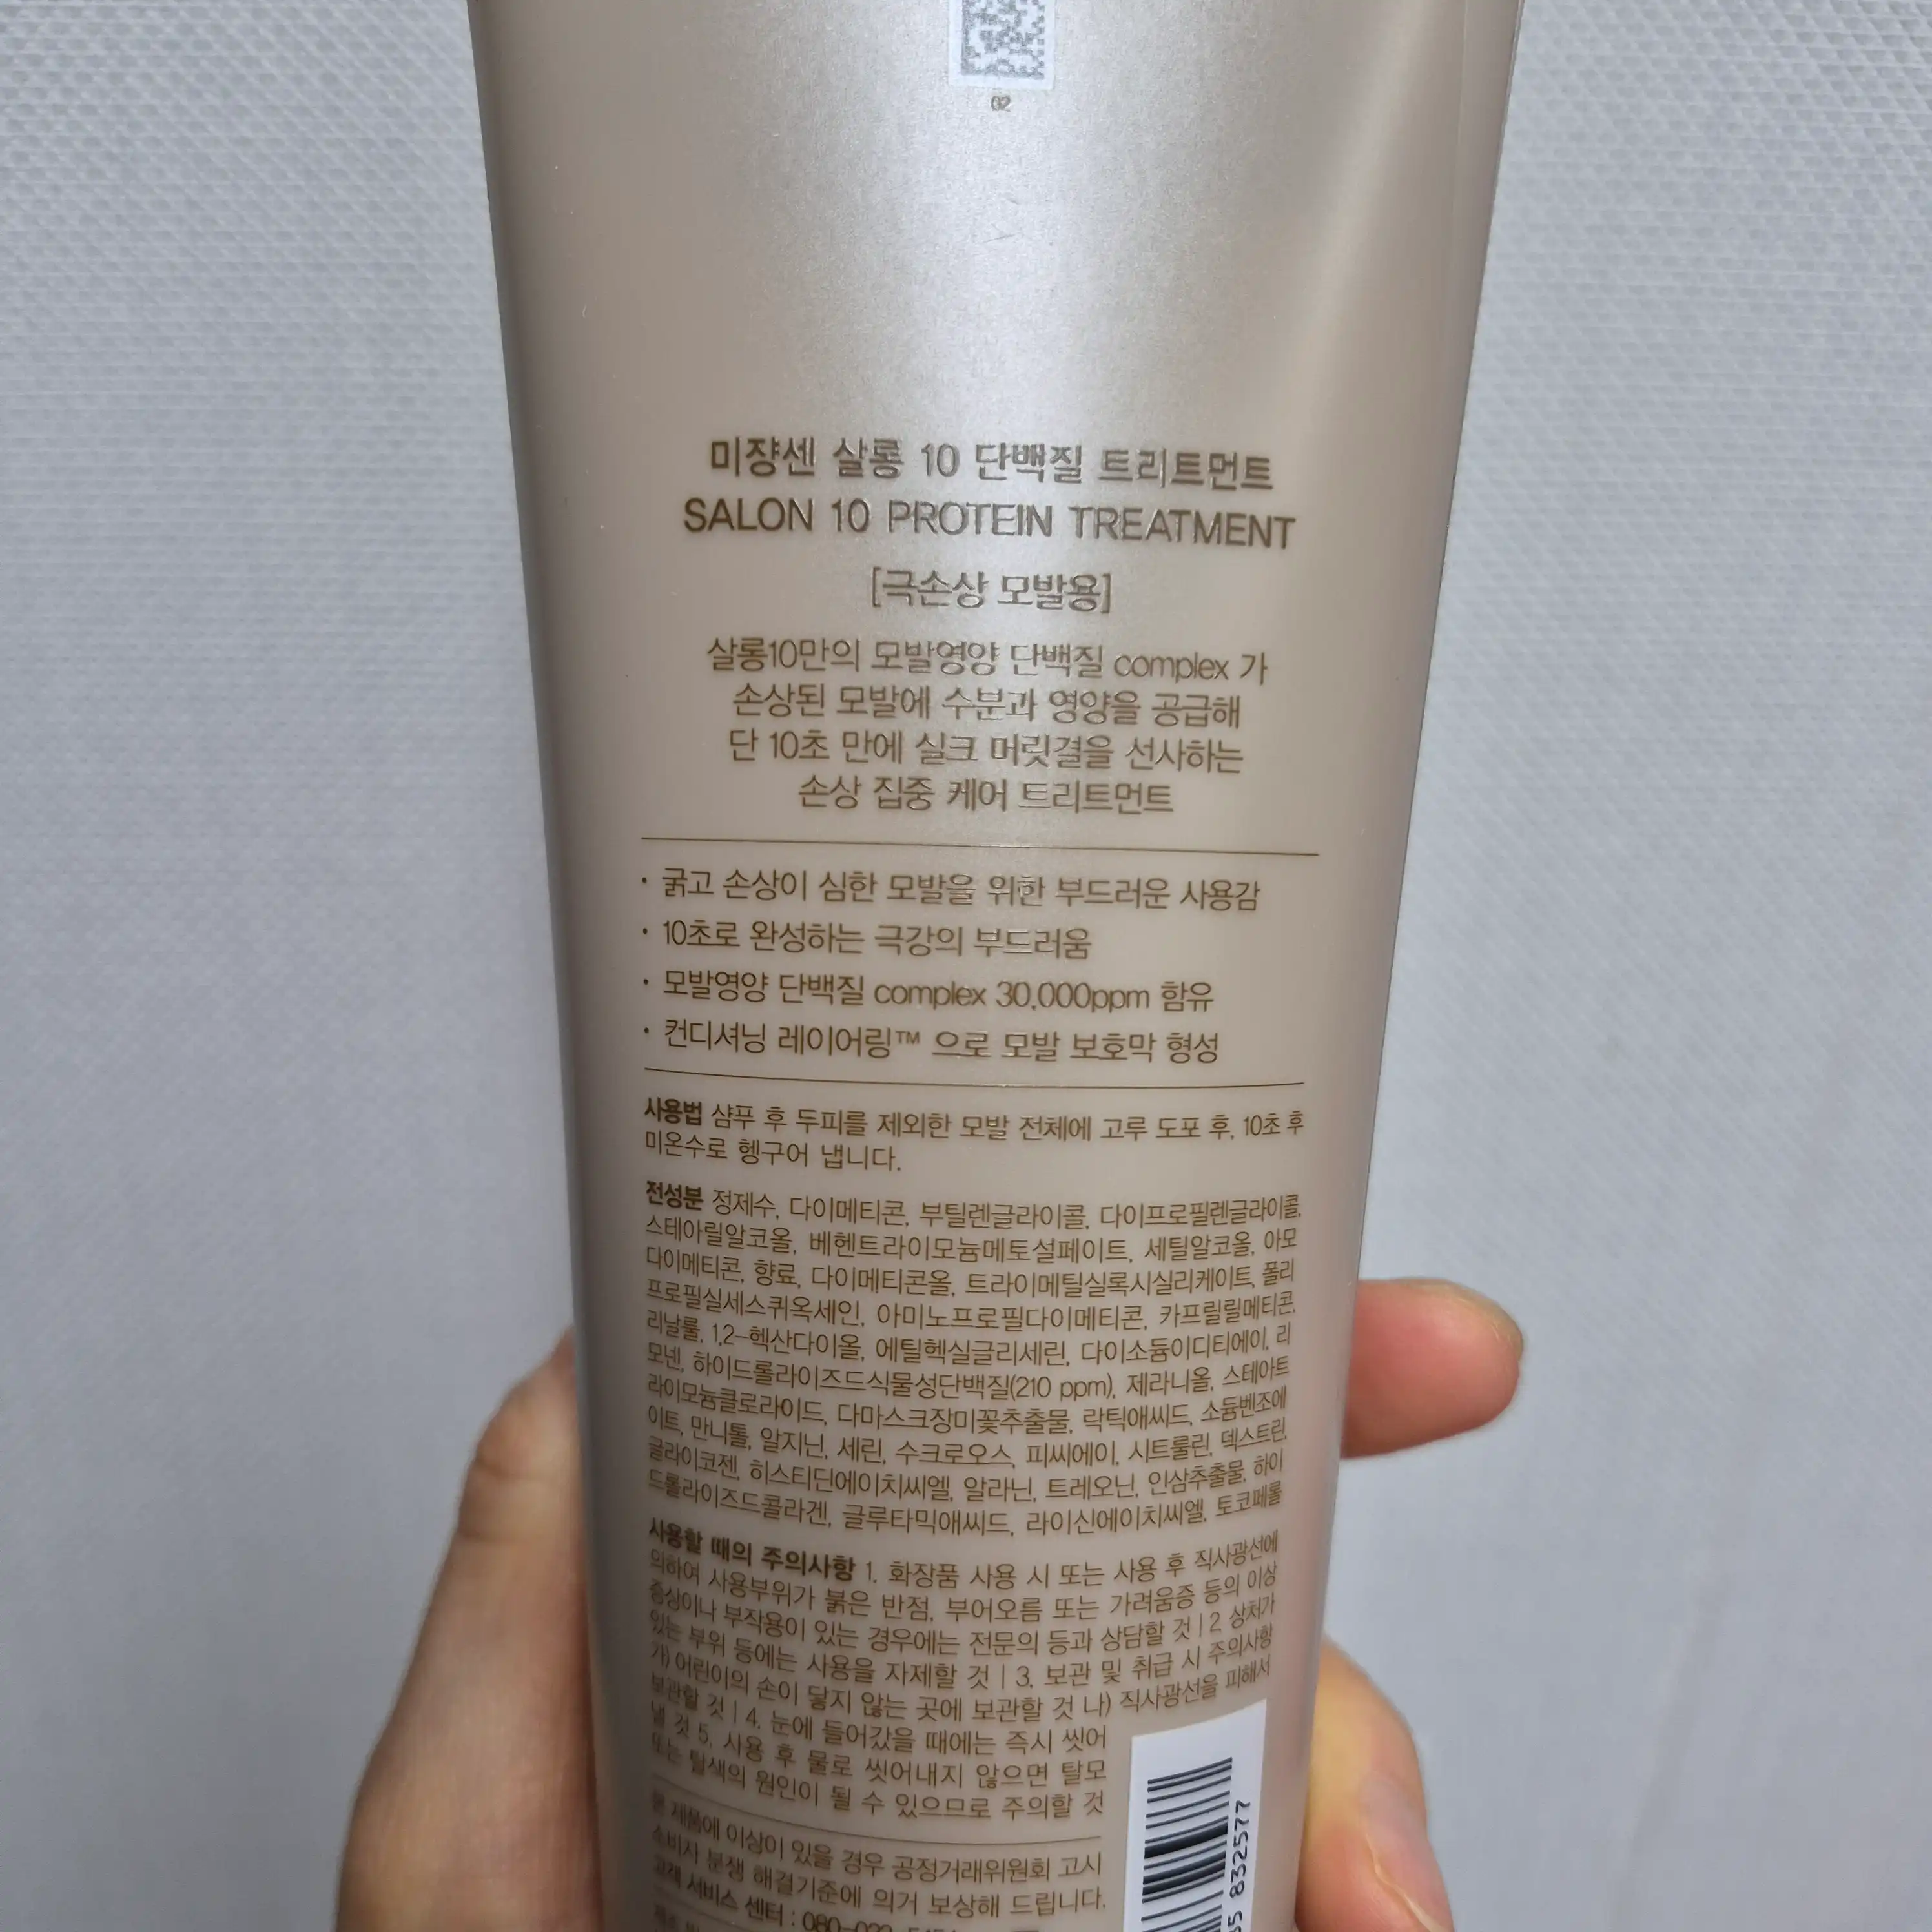 02
미쟝센 살롱 10 단백질 트리트먼트
SALON 10 PROTEIN TREATMENT
[극손상 모발용]
살롱10만의 모발영양 단백질 complex 가
손상된 모발에 수분과 영양을 공급해
단 10초 만에 실크 머릿결을 선사하는
손상 집중 케어 트리트먼트
· 굵고 손상이 심한 모발을 위한 부드러운 사용감
· 10초로 완성하는 극강의 부드러움
· 모발영양 단백질 complex 30,000ppm 함유
· 컨디셔닝 레이어링™ 으로 모발 보호막 형성
사용법 샴푸 후 두피를 제외한 모발 전체에 고루 도포 후, 10초 후
미온수로 헹구어 냅니다.
전성분 정제수, 다이메티콘, 부틸렌글라이콜, 다이프로필렌글라이콜,
스테아릴알코올, 베헨트라이모늄메토설페이트, 세틸알코올, 아모
다이메티콘, 향료, 다이메티콘올, 트라이메틸실록시실리케이트, 폴리
프로필실세스퀴옥세인, 아미노프로필다이메티콘, 카프릴릴메티콘,
리날룰, 1,2-헥산다이올, 에틸헥실글리세린, 다이소듐이디티에이, 리
모넨, 하이드롤라이즈드식물성단백질(210 ppm), 제라니올, 스테아트
라이모늄클로라이드, 다마스크장미꽃추출물, 락틱애씨드, 소듐벤조에
이트, 만니톨, 알지닌, 세린, 수크로오스, 피씨에이, 시트룰린, 덱스트린,
글라이코젠, 히스티딘에이치씨엘, 알라닌, 트레오닌, 인삼추출물, 하이
드롤라이즈드콜라겐, 글루타믹애씨드, 라이신에이치씨엘, 토코페롤
사용할 때의 주의사항 1. 화장품 사용 시 또는 사용 후 직사광선에
의하여 사용부위가 붉은 반점, 부어오름 또는 가려움증 등의 이상
증상이나 부작용이 있는 경우에는 전문의 등과 상담할 것 | 2. 상처가
있는 부위 등에는 사용을 자제할 것 | 3. 보관 및 취급 시 주의사항
가) 어린이의 손이 닿지 않는 곳에 보관할 것 나) 직사광선을 피해서
보관할 것 | 4. 눈에 들어갔을 때에는 즉시 씻어
낼 것 5. 사용 후 물로 씻어내지 않으면 탈모
또는 탈색의 원인이 될 수 있으므로 주의할 것
본 제품에 이상이 있을 경우 공정거래위원회 고시
소비자 분쟁 해결기준에 의거 보상해 드립니다.
고객 서비스 센터 :
832577